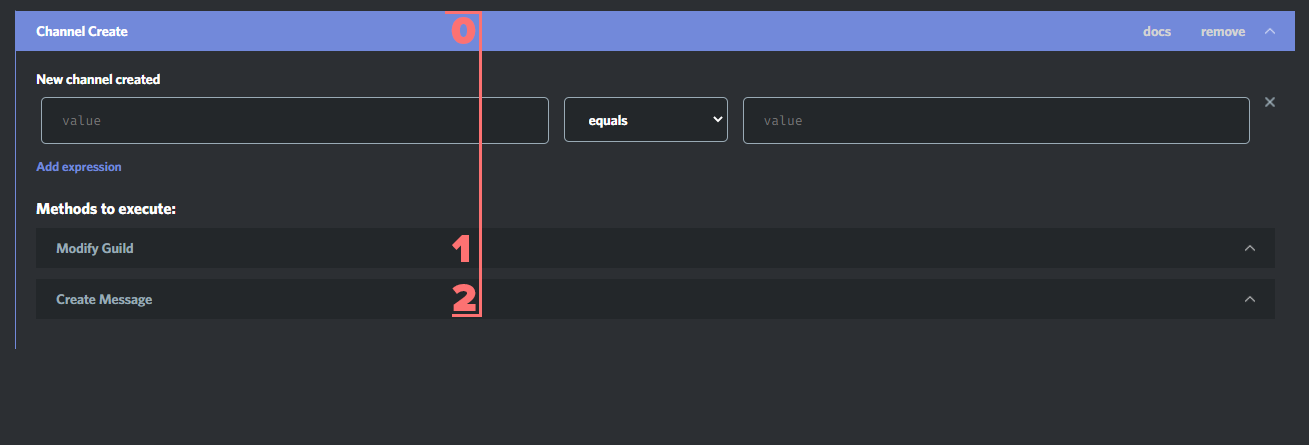 Channel Create 0 docs remove
New channel created
value equals value
Add expression
Methods to execute:
Modify Guild 1
Create Message 2